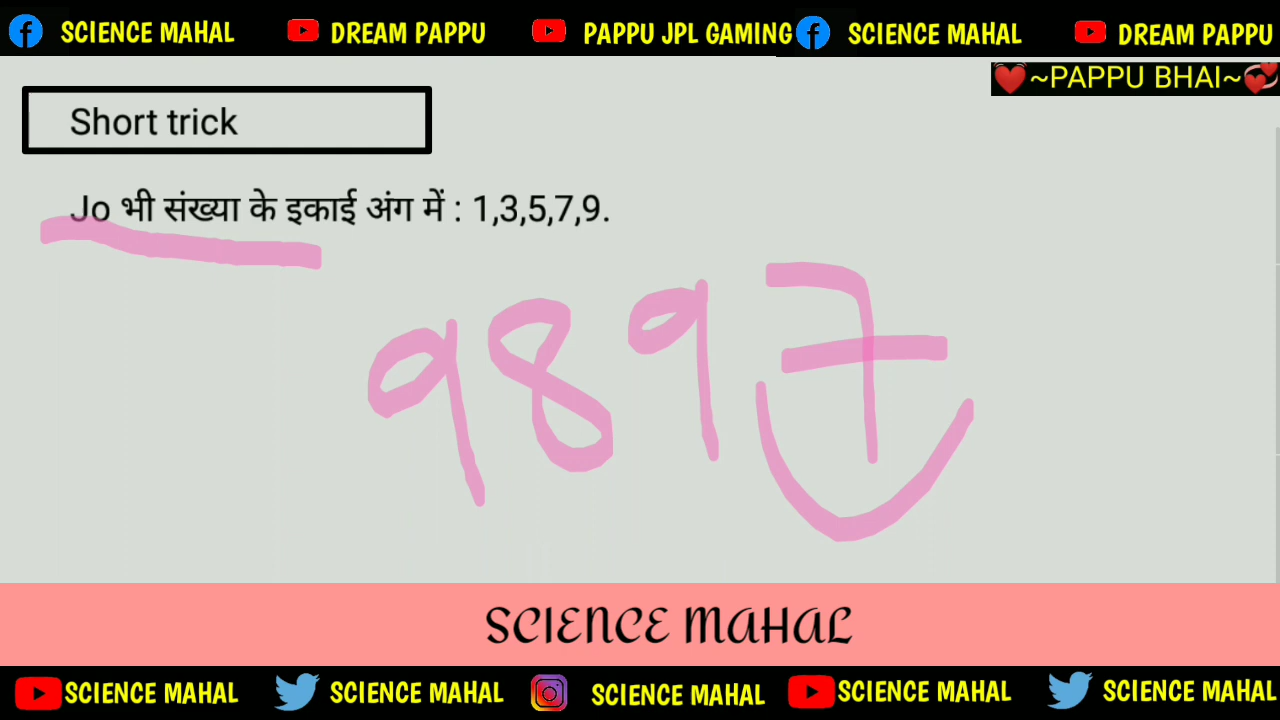 SCIENCE MAHAL DREAM PAPPU PAPPU JPL GAMING SCIENCE MAHAL DREAM PAPPU
~PAPPU BHAI~
Short trick
Jo भी संख्या के इकाई अंग में : 1,3,5,7,9.
9897
SCIENCE MAHAL
SCIENCE MAHAL SCIENCE MAHAL SCIENCE MAHAL SCIENCE MAHAL SCIENCE MAHAL